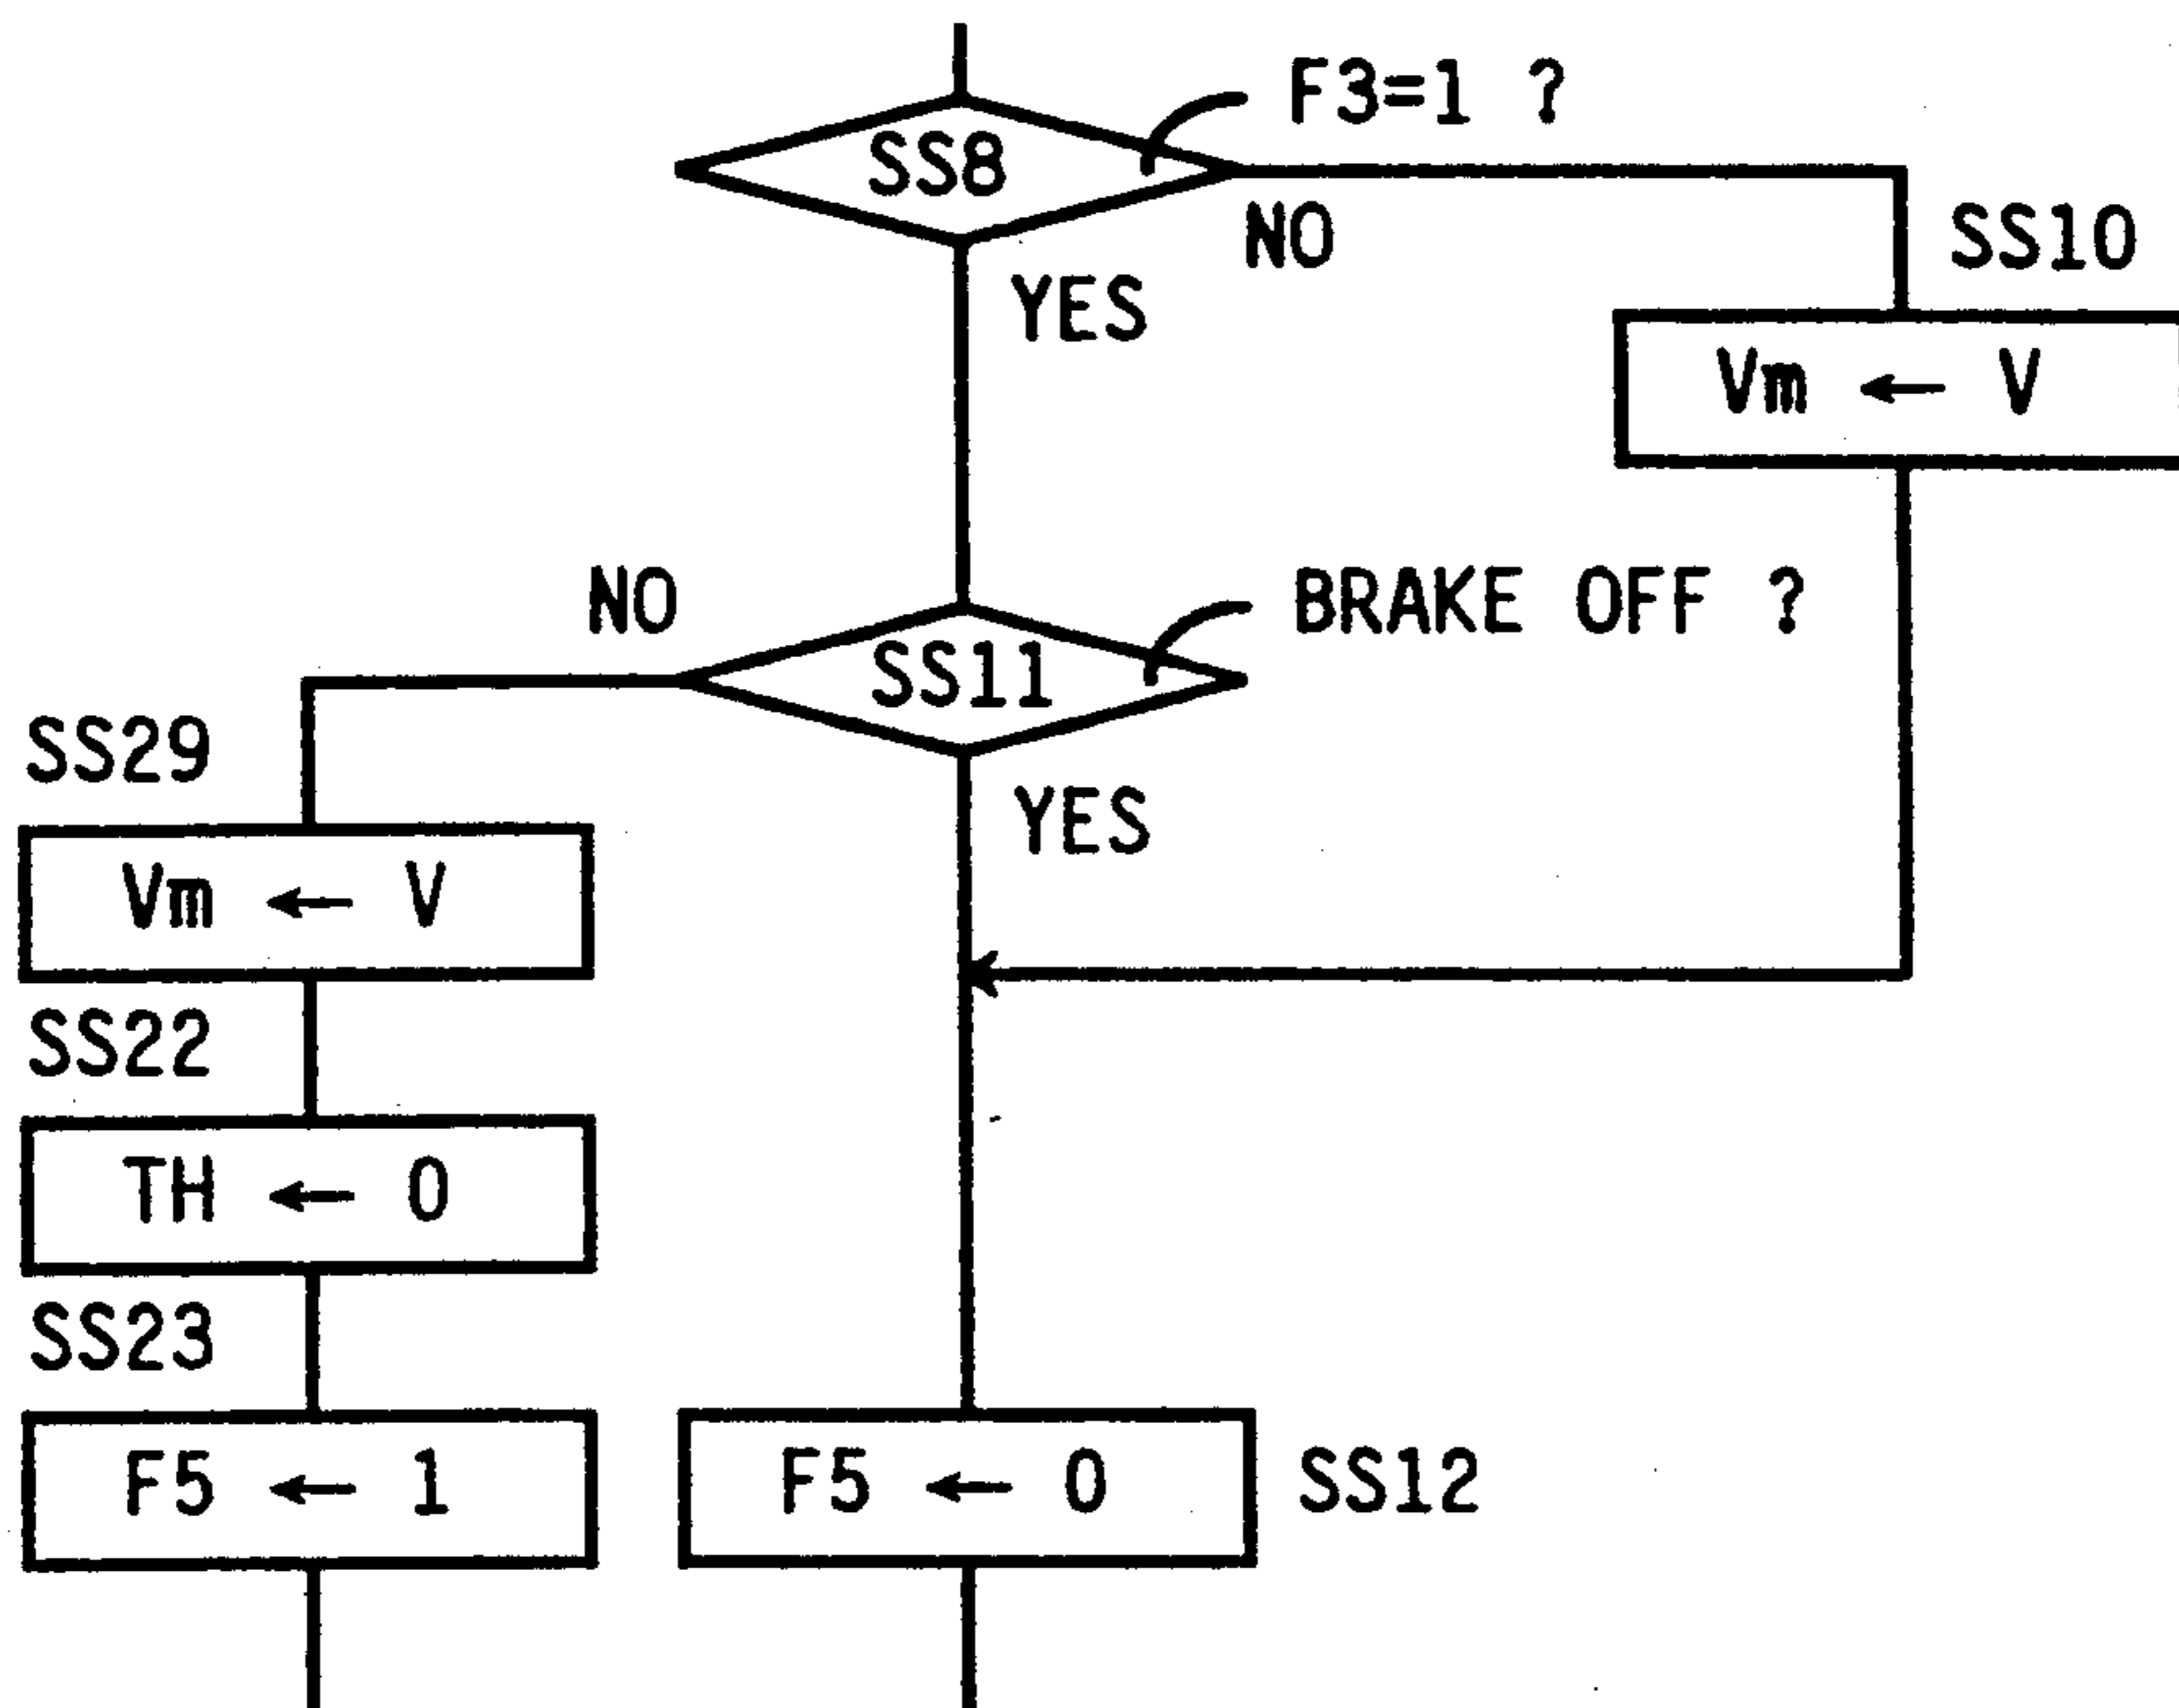 F3=1 ?
SS8
NO
SS10
YES
Vm ← V
NO
BRAKE OFF ?
SS11
SS29
YES
Vm ← V
SS22
TH ← 0
SS23
F5 ← 1
F5 ← 0
SS12